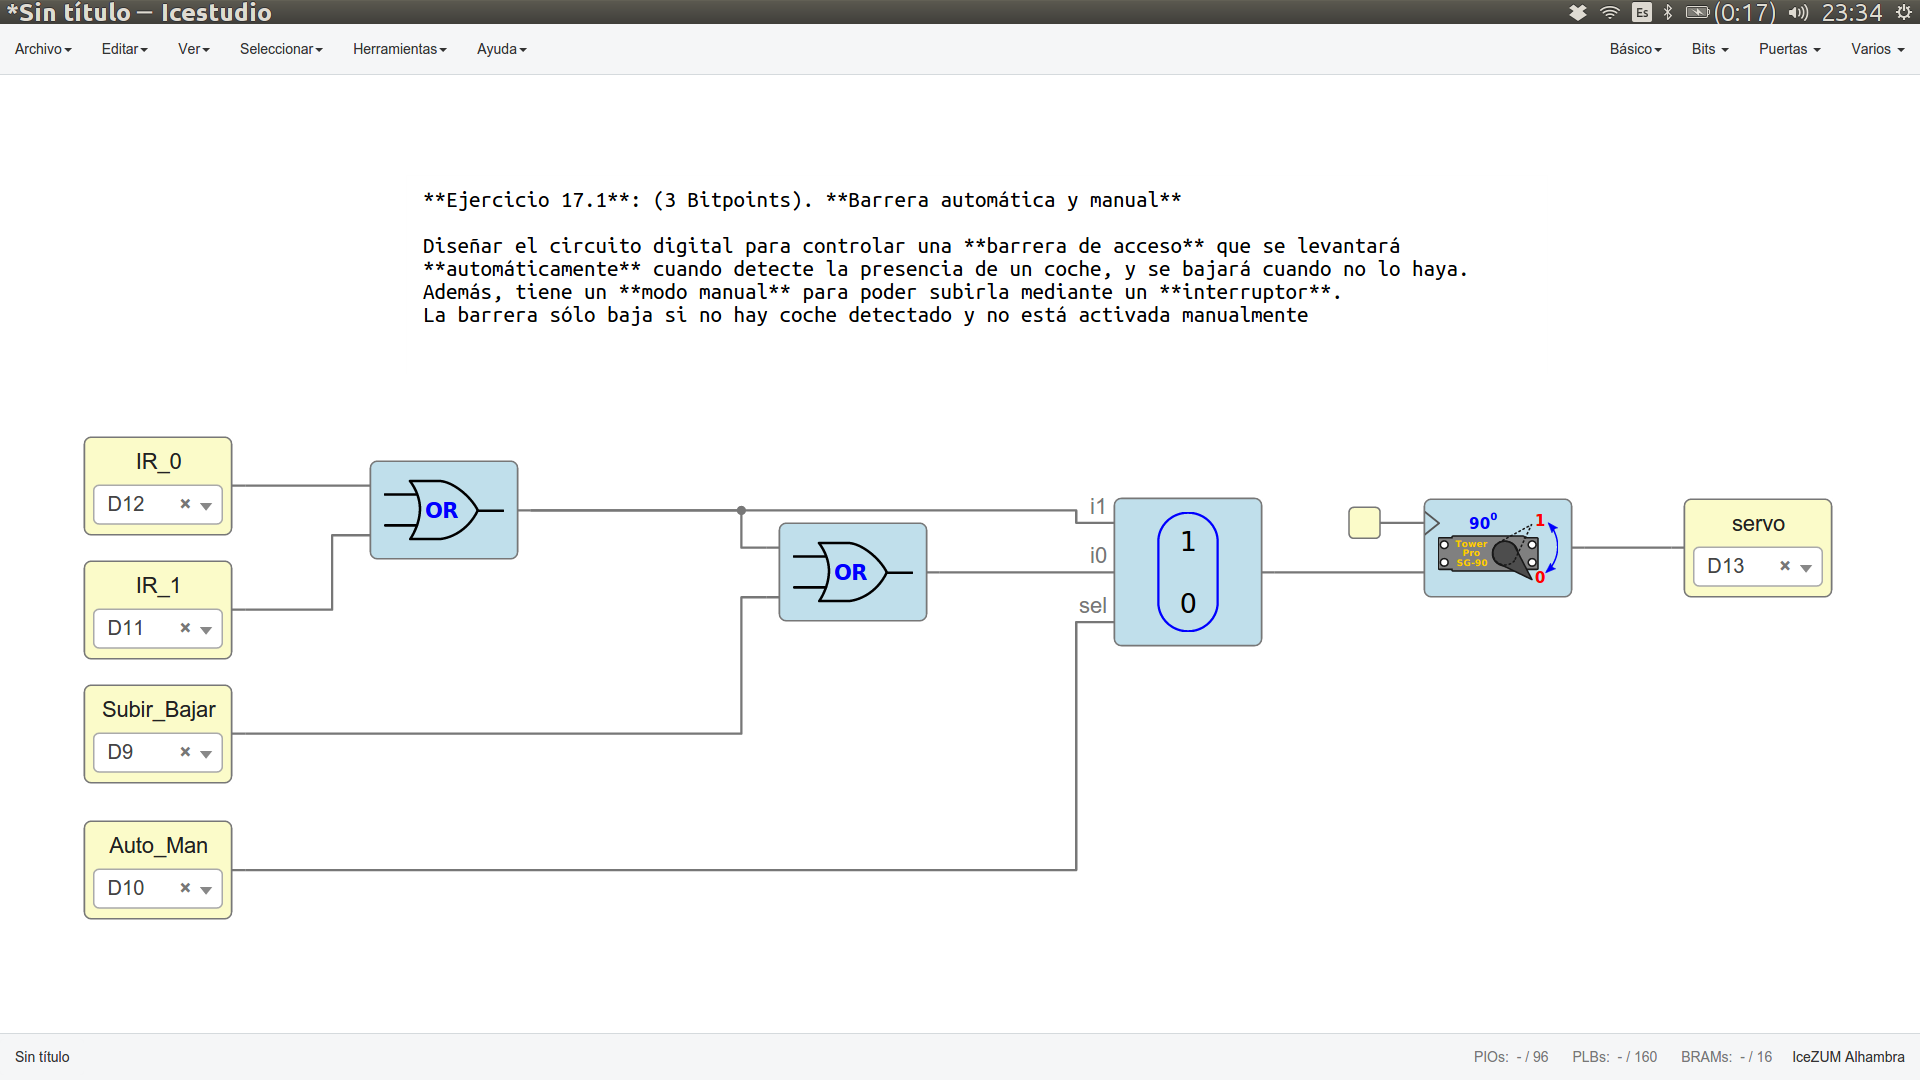 *Sin título — Icestudio
Es (0:17) 23:34
Archivo Editar Ver Seleccionar Herramientas Ayuda Básico Bits Puertas Varios
**Ejercicio 17.1**: (3 Bitpoints). **Barrera automática y manual**
Diseñar el circuito digital para controlar una **barrera de acceso** que se levantará
**automáticamente** cuando detecte la presencia de un coche, y se bajará cuando no lo haya.
Además, tiene un **modo manual** para poder subirla mediante un **interruptor**.
La barrera sólo baja si no hay coche detectado y no está activada manualmente
IR_0
D12
OR
IR_1
D11
OR
Subir_Bajar
D9
Auto_Man
D10
i1
i0
sel
1
0
90⁰
1
Tower
Pro
SG-90
0
servo
D13
Sin título
PIOs: - / 96 PLBs: - / 160 BRAMs: - / 16 IceZUM Alhambra